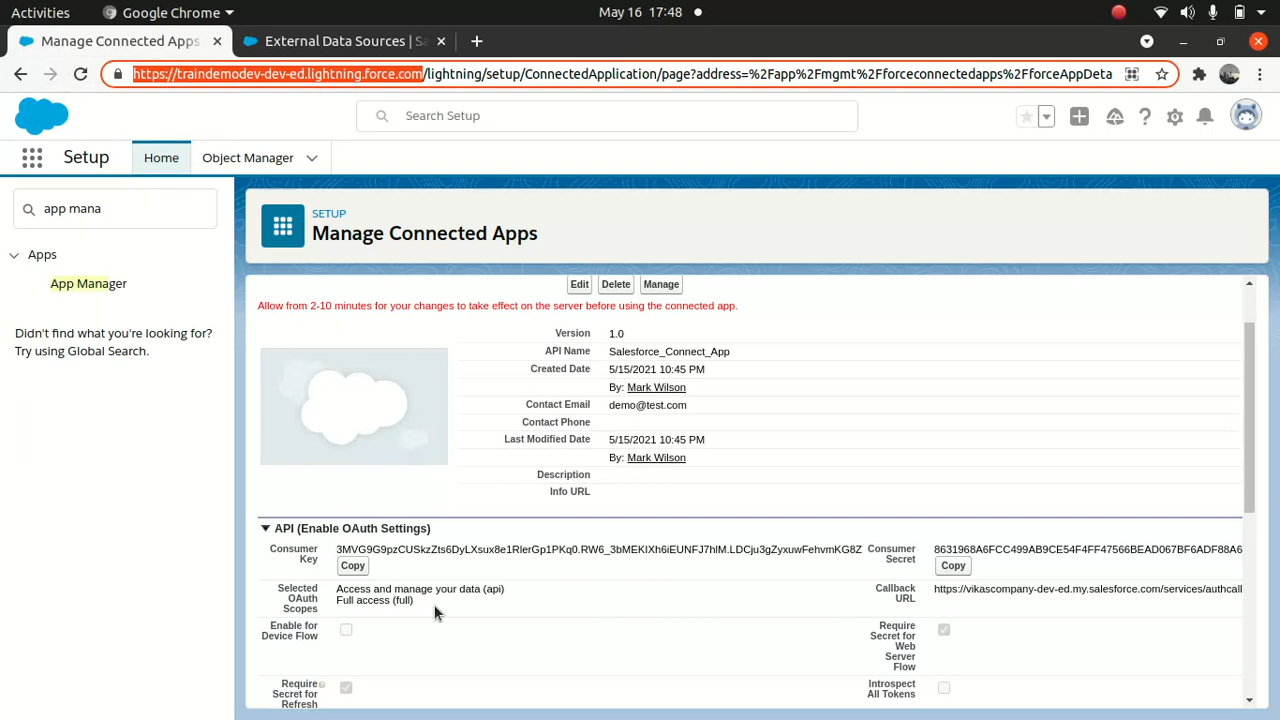 Activities
Google Chrome
May 16 17:48
Manage Connected Apps
External Data Sources | Sa
https://traindemodev-dev-ed.lightning.force.com/lightning/setup/ConnectedApplication/page?address=%2Fapp%2Fmgmt%2Fforceconnectedapps%2FforceAppDeta
Search Setup
Setup
Home
Object Manager
app mana
Apps
App Manager
Didn't find what you're looking for?
Try using Global Search.
SETUP
Manage Connected Apps
Edit Delete Manage
Allow from 2-10 minutes for your changes to take effect on the server before using the connected app.
Version 1.0
API Name Salesforce_Connect_App
Created Date 5/15/2021 10:45 PM
By: Mark Wilson
Contact Email demo@test.com
Contact Phone
Last Modified Date 5/15/2021 10:45 PM
By: Mark Wilson
Description
Info URL
API (Enable OAuth Settings)
Consumer Key
3MVG9G9pzCUSkzZts6DyLXsux8e1RlerGp1PKq0.RW6_3bMEKIXh6iEUNFJ7hlM.LDCju3gZyxuwFehvmKG8Z
Copy
Consumer Secret
8631968A6FCC499AB9CE54F4FF47566BEAD067BF6ADF88A6
Copy
Selected OAuth Scopes
Access and manage your data (api)
Full access (full)
Callback URL
https://vikascompany-dev-ed.my.salesforce.com/services/authcall
Enable for Device Flow
Require Secret for Web Server Flow
Require Secret for Refresh
Introspect All Tokens